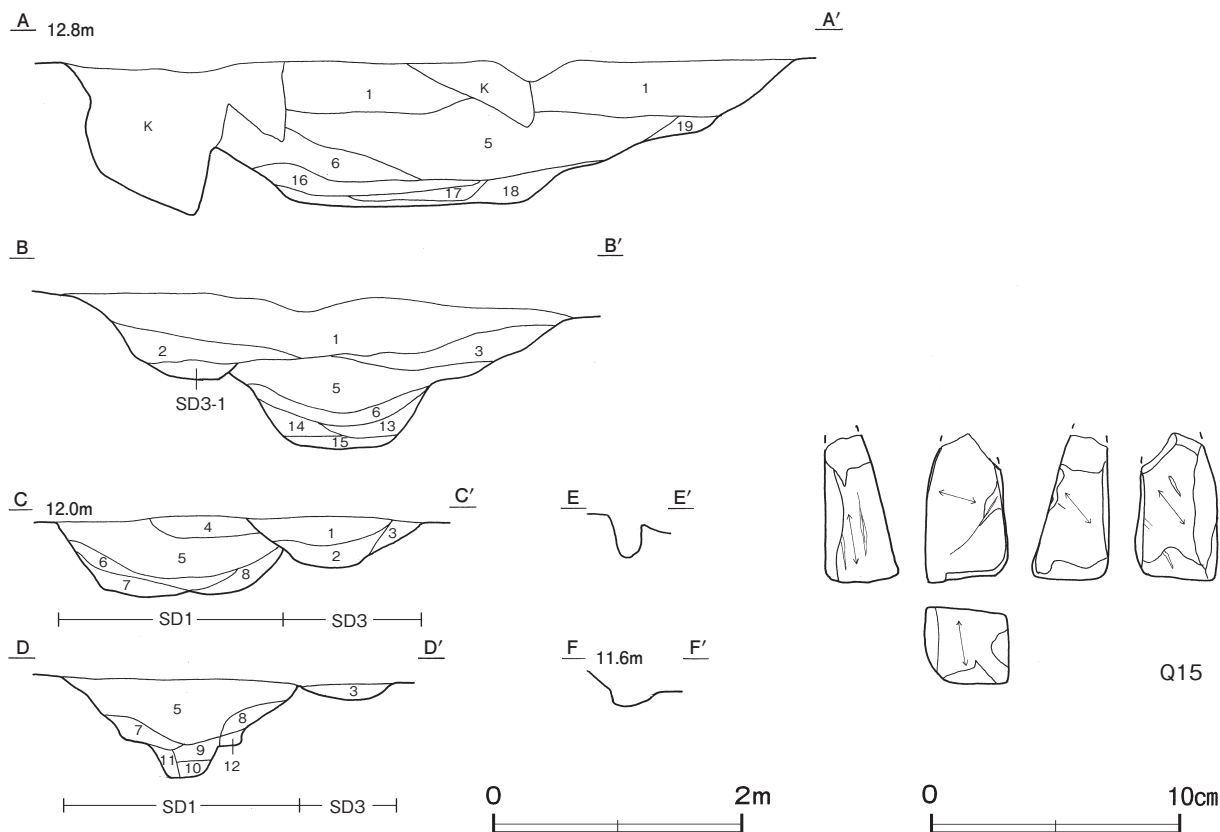 A 12.8m A′
K 1 K 1
5 19
6
16 17 18
B B′
1
2 3
5
SD3-1 6
14 13
15
C 12.0m C′ E E′
4 1 3
6 5 2
7 8
SD1 SD3
D D′ F 11.6m F′
3
5
7 8
11 9
10 12
SD1 SD3
Q15
0 2m
0 10cm